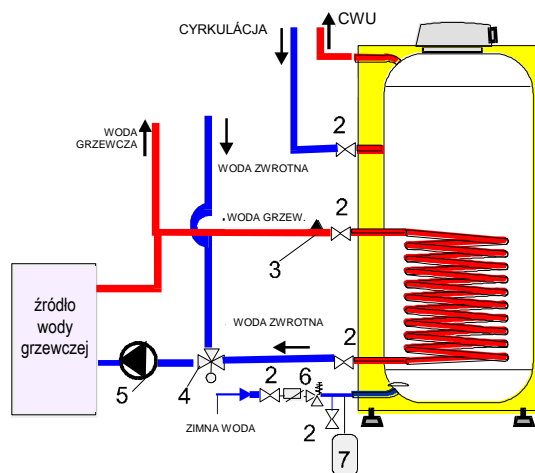 CYRKULÁCJA
CWU
2
WODA
GRZEWCZA
WODA ZWROTNA
2
.WODA GRZEW.
3
źródło
wody
grzewczej
WODA ZWROTNA
2
5
4
2
6
ZIMNA WODA
2
7